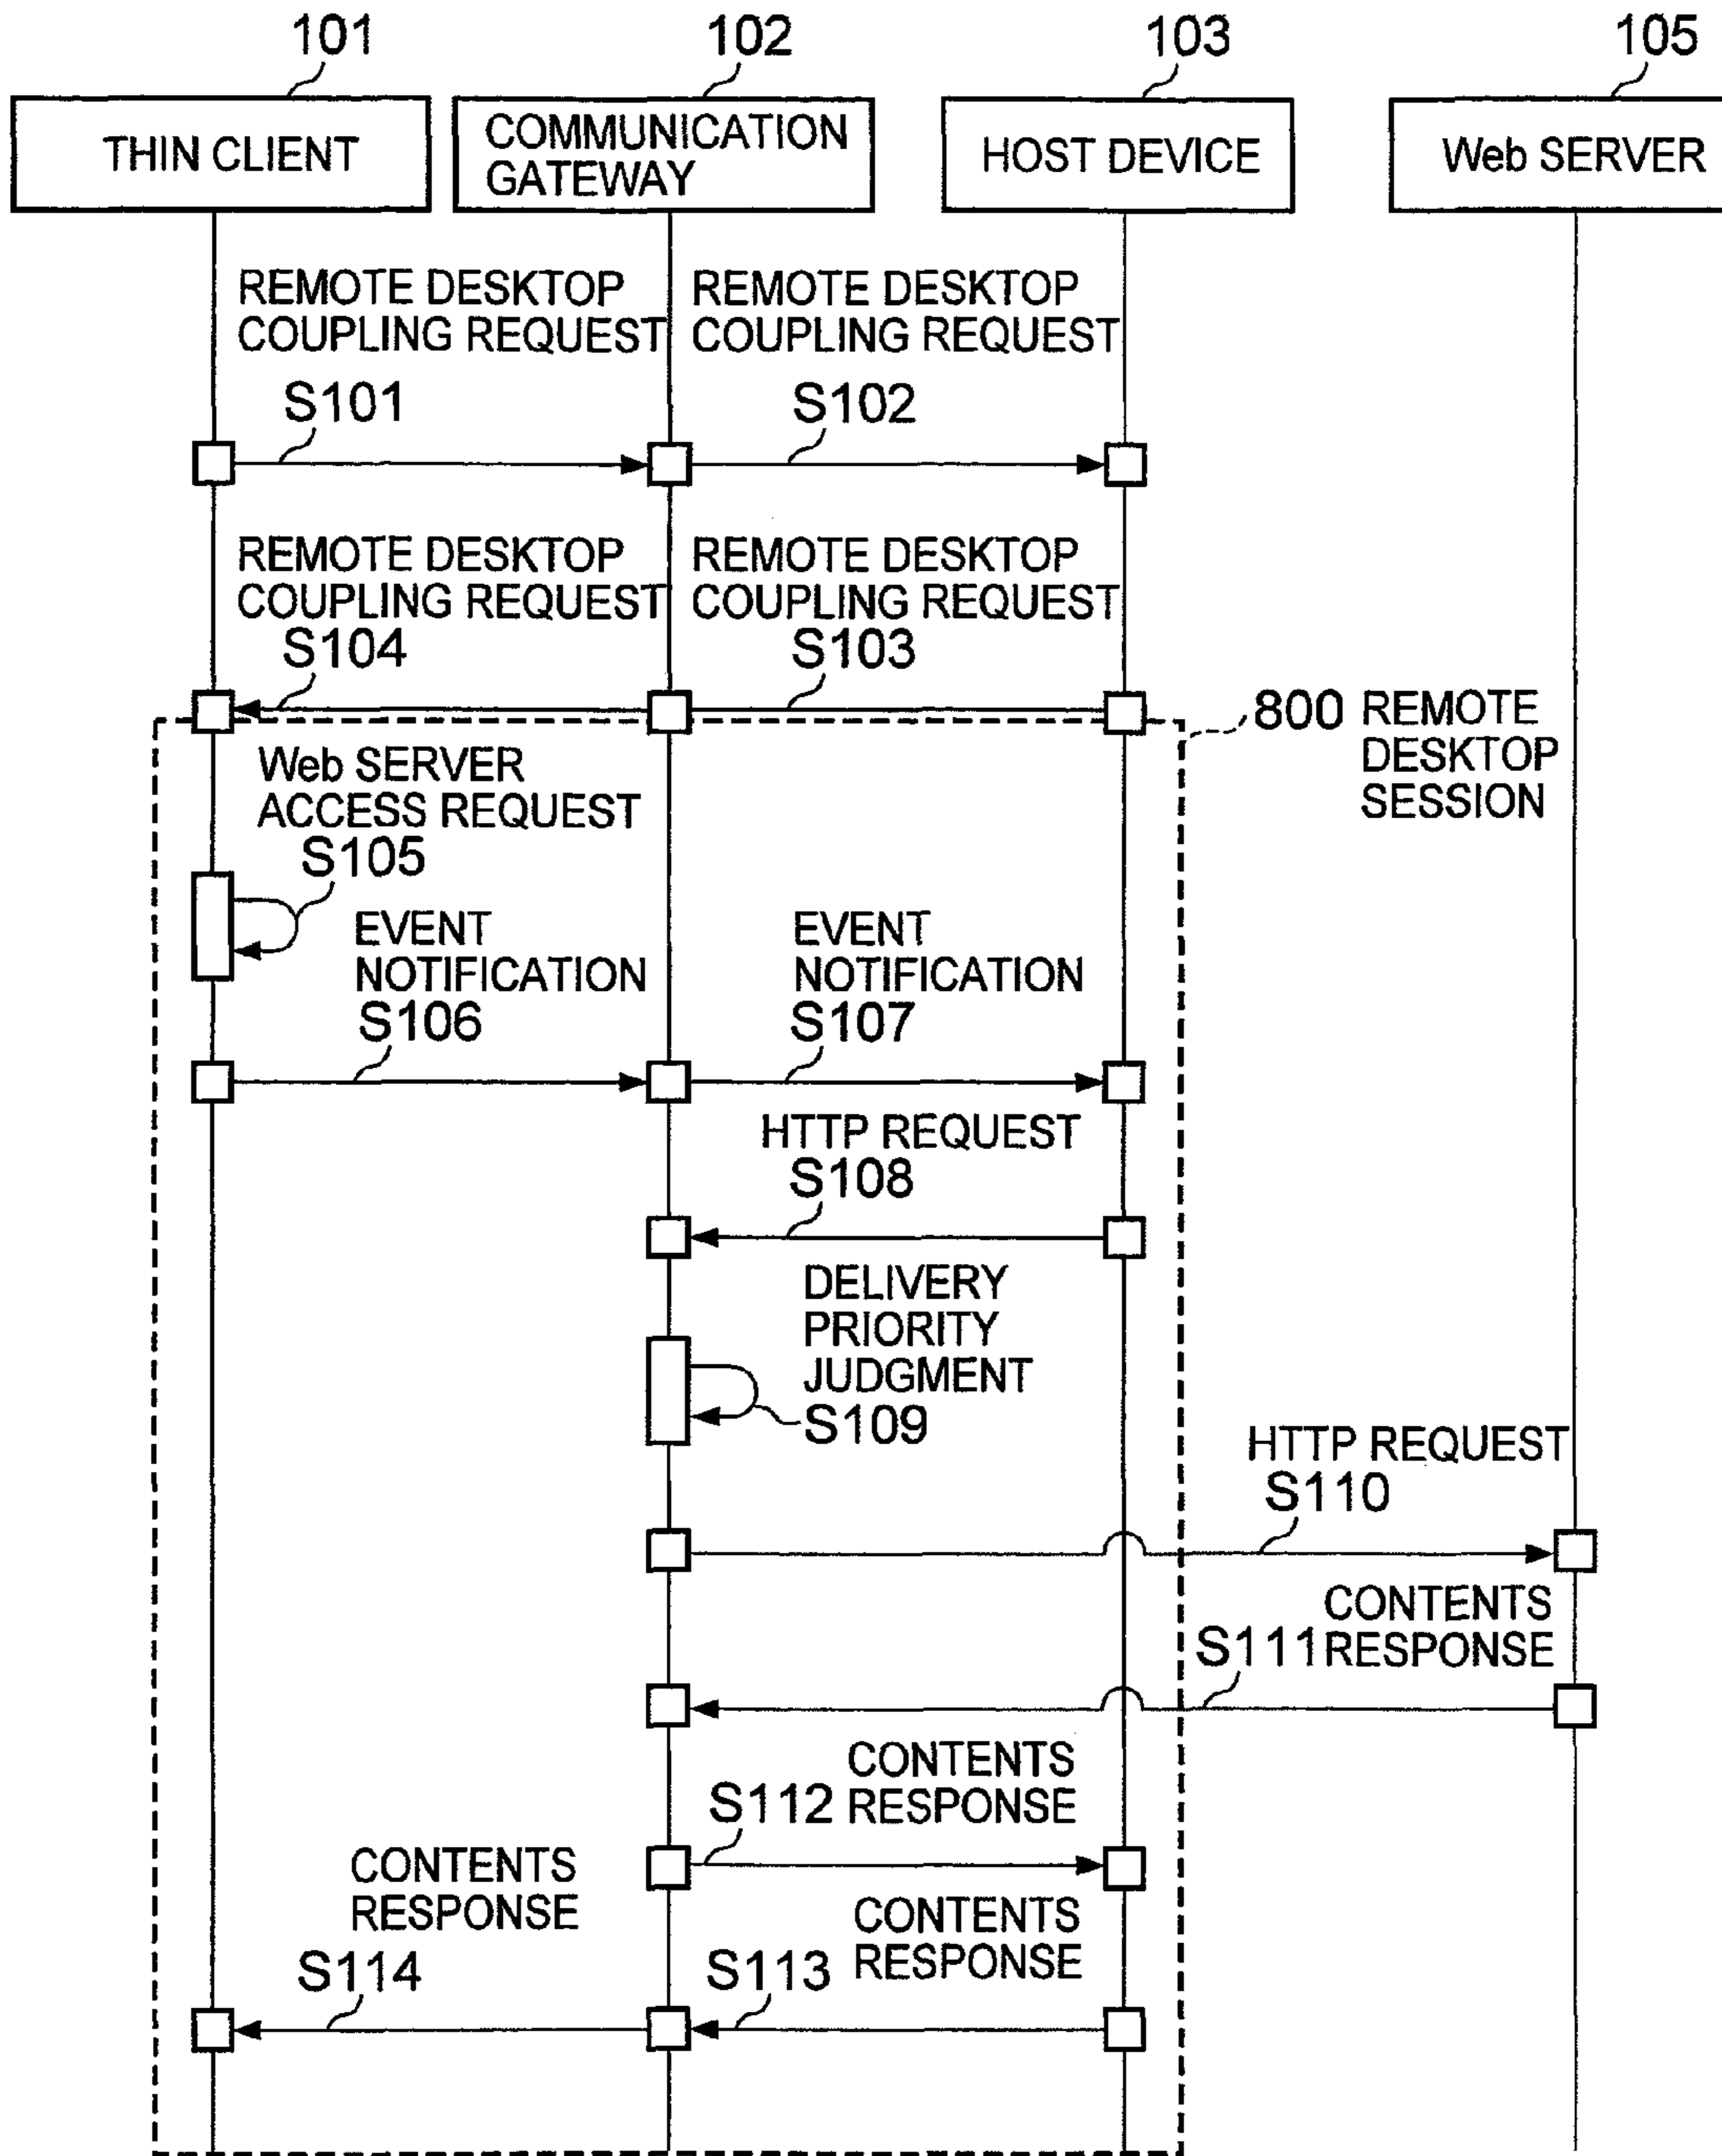 101
102
103
105
THIN CLIENT
COMMUNICATION
GATEWAY
HOST DEVICE
Web SERVER
REMOTE DESKTOP
COUPLING REQUEST
S101
REMOTE DESKTOP
COUPLING REQUEST
S102
REMOTE DESKTOP
COUPLING REQUEST
S104
REMOTE DESKTOP
COUPLING REQUEST
S103
800 REMOTE
DESKTOP
SESSION
Web SERVER
ACCESS REQUEST
S105
EVENT
NOTIFICATION
S106
EVENT
NOTIFICATION
S107
HTTP REQUEST
S108
DELIVERY
PRIORITY
JUDGMENT
S109
HTTP REQUEST
S110
CONTENTS
S111 RESPONSE
CONTENTS
S112 RESPONSE
CONTENTS
RESPONSE
S114
CONTENTS
S113 RESPONSE